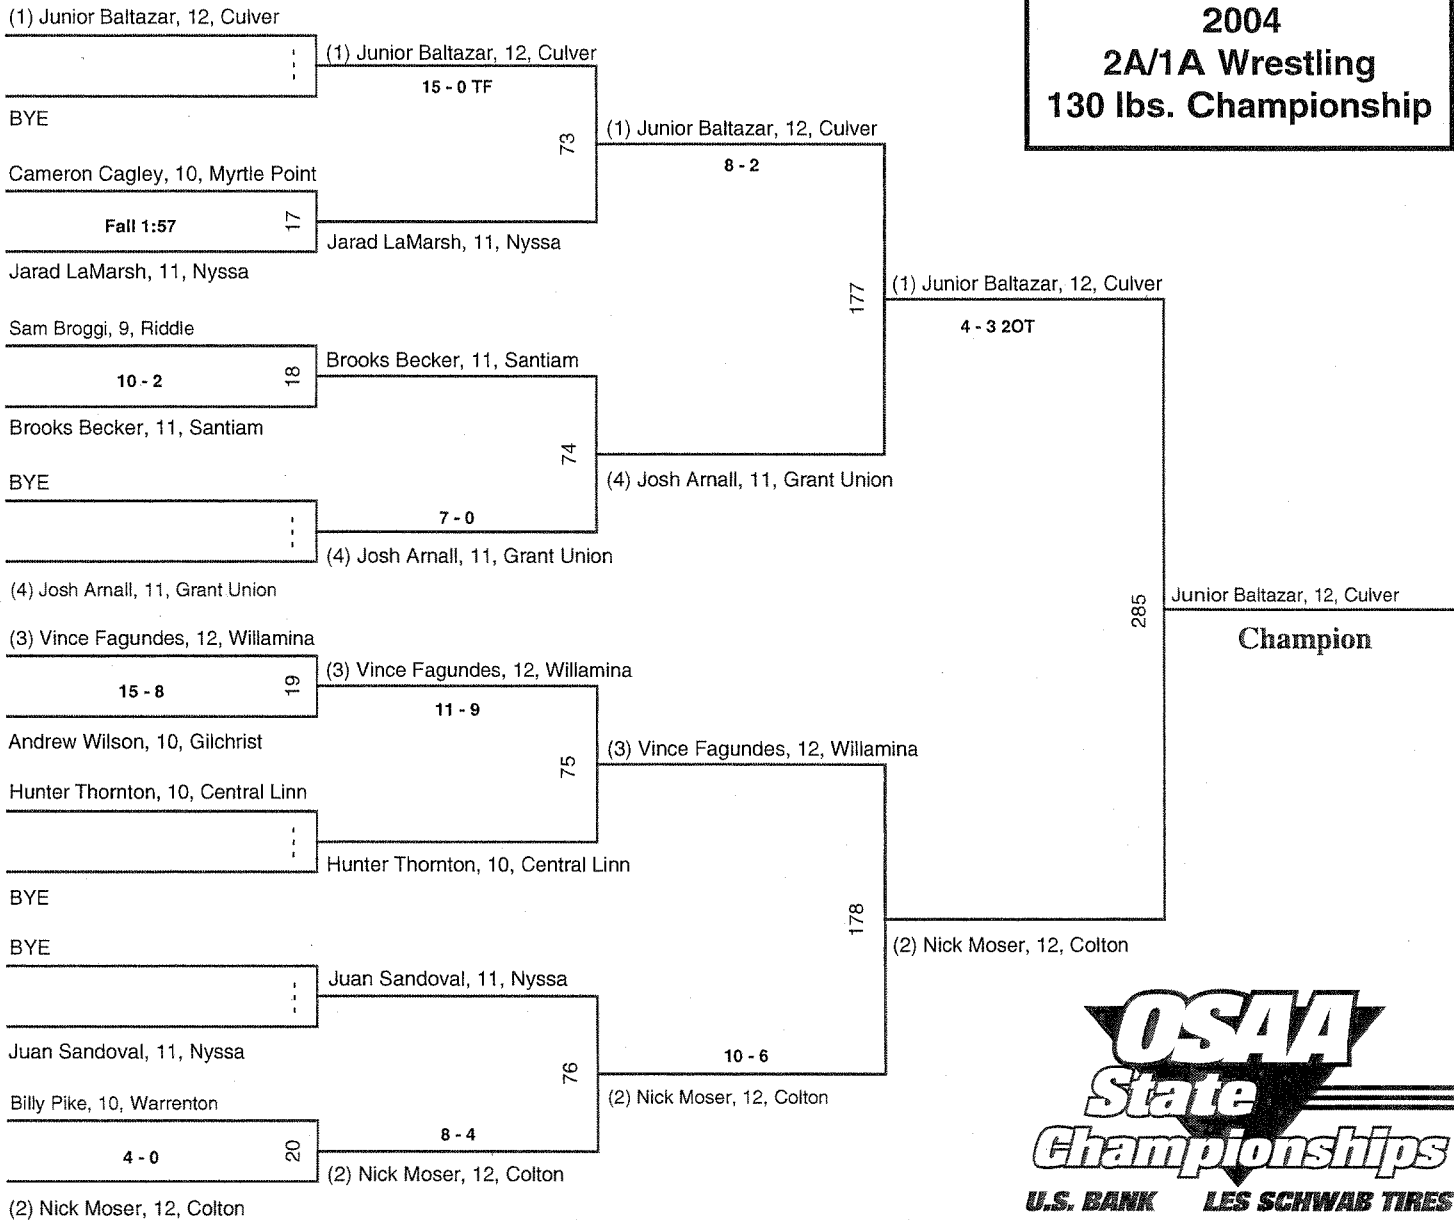 (1) Junior Baltazar, 12, Culver
BYE
Cameron Cagley, 10, Myrtle Point
Fall 1:57
17
Jarad LaMarsh, 11, Nyssa
Sam Broggi, 9, Riddle
10 - 2
18
Brooks Becker, 11, Santiam
BYE
(4) Josh Arnall, 11, Grant Union
(3) Vince Fagundes, 12, Willamina
15 - 8
19
Andrew Wilson, 10, Gilchrist
Hunter Thornton, 10, Central Linn
BYE
BYE
Juan Sandoval, 11, Nyssa
Billy Pike, 10, Warrenton
4 - 0
20
(2) Nick Moser, 12, Colton
(1) Junior Baltazar, 12, Culver
15 - 0 TF
73
Jarad LaMarsh, 11, Nyssa
Brooks Becker, 11, Santiam
74
7 - 0
(4) Josh Arnall, 11, Grant Union
(3) Vince Fagundes, 12, Willamina
11 - 9
75
Hunter Thornton, 10, Central Linn
Juan Sandoval, 11, Nyssa
76
8 - 4
(2) Nick Moser, 12, Colton
(1) Junior Baltazar, 12, Culver
8 - 2
177
(4) Josh Arnall, 11, Grant Union
(3) Vince Fagundes, 12, Willamina
178
10 - 6
(2) Nick Moser, 12, Colton
(1) Junior Baltazar, 12, Culver
4 - 3 2OT
285
(2) Nick Moser, 12, Colton
Junior Baltazar, 12, Culver
Champion
2004
2A/1A Wrestling
130 lbs. Championship
OSAA
State
Championships
U.S. BANK LES SCHWAB TIRES